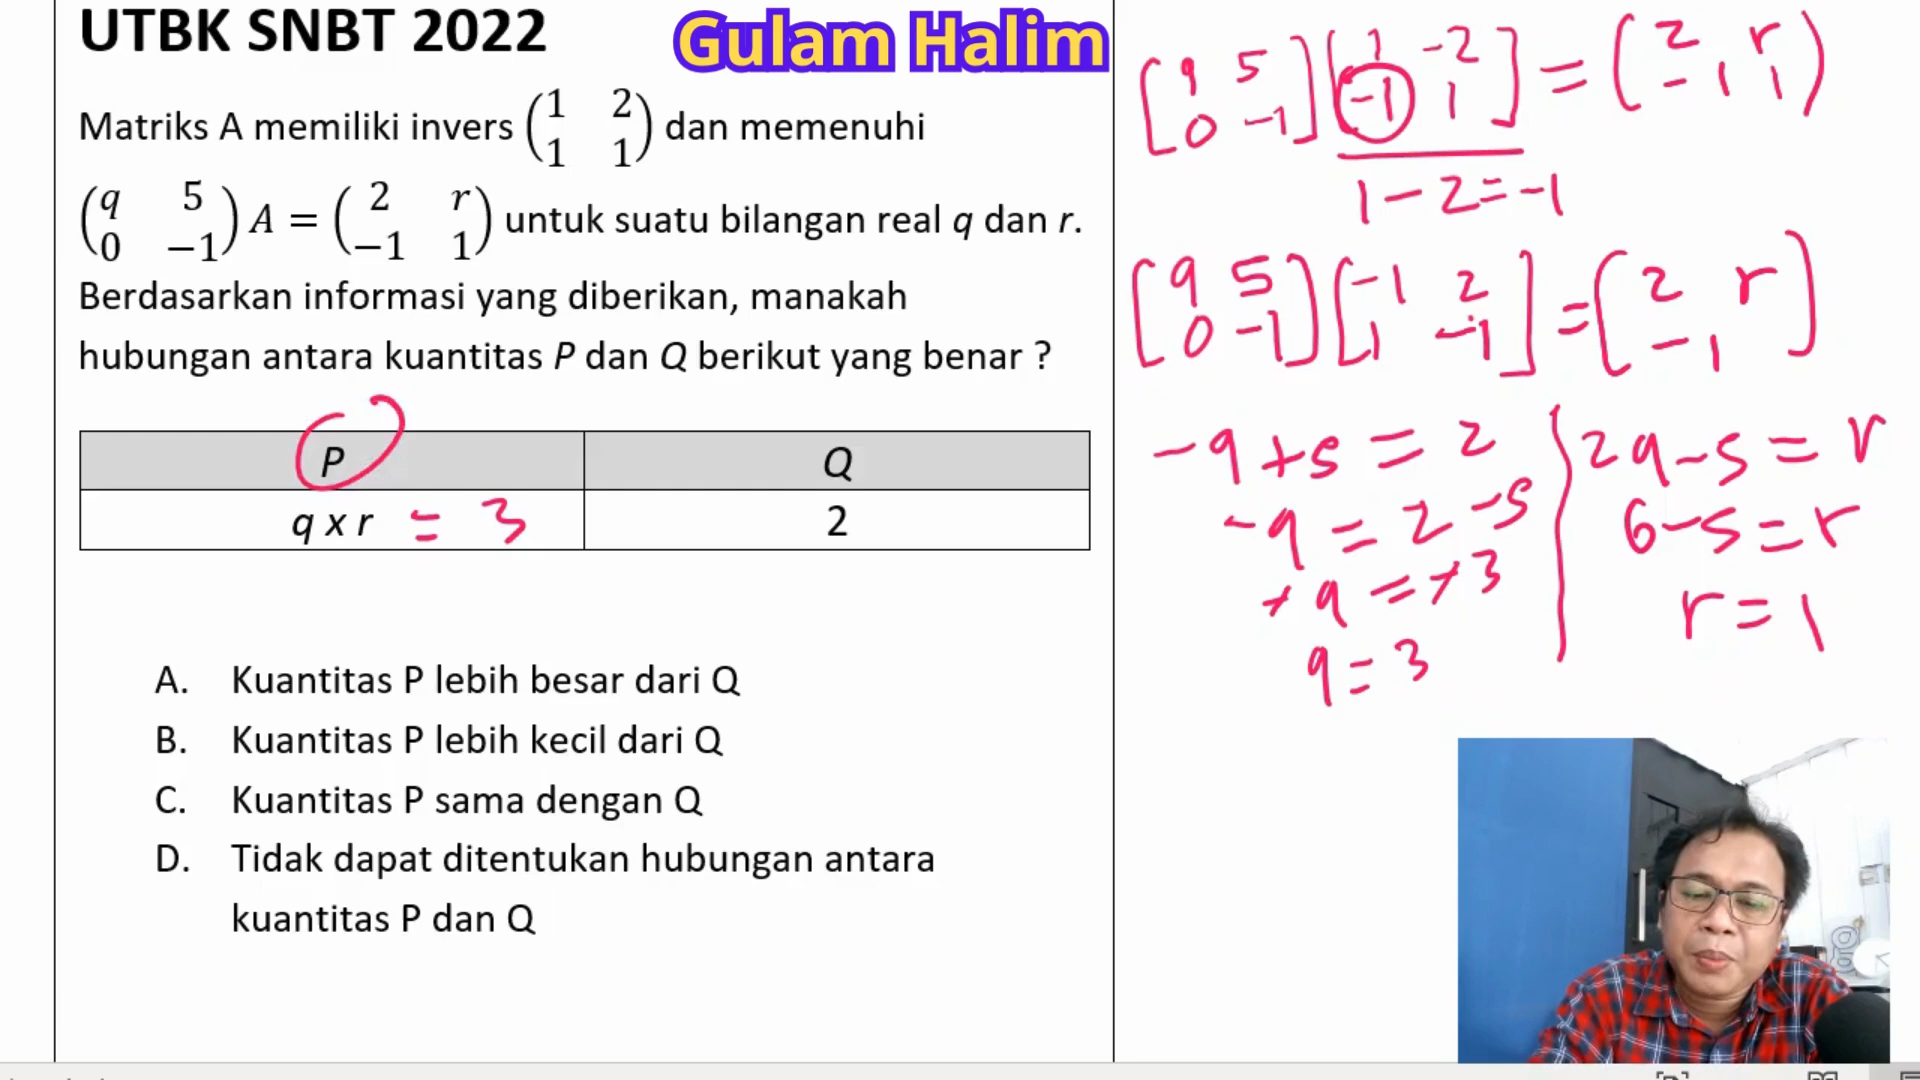 UTBK SNBT 2022
Gulam Halim
Matriks A memiliki invers (1 2
1 1) dan memenuhi
(q 5
0 -1) A = (2 r
-1 1) untuk suatu bilangan real q dan r.
Berdasarkan informasi yang diberikan, manakah
hubungan antara kuantitas P dan Q berikut yang benar ?
P Q
q x r = 3 2
A. Kuantitas P lebih besar dari Q
B. Kuantitas P lebih kecil dari Q
C. Kuantitas P sama dengan Q
D. Tidak dapat ditentukan hubungan antara
kuantitas P dan Q
[q 5
0 -1] [1 -2
-1 1] = (2 r
-1 1)
1 - 2 = -1
[q 5
0 -1] [-1 2
1 -1] = (2 r
-1 )
-q + 5 = 2
-q = 2 - 5
+q = +3
q = 3
2q - 5 = r
6 - 5 = r
r = 1